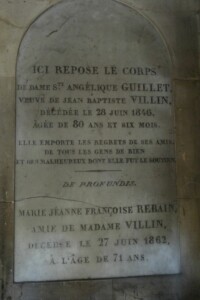 ICI REPOSE LE CORPS
DE DAME Ste ANGÉLIQUE GUILLET,
VEUVE DE JEAN BAPTISTE VILLIN,
DÉCÉDÉE LE 28 JUIN 1846,
AGÉE DE 80 ANS ET SIX MOIS.
ELLE EMPORTE LES REGRETS DE SES AMIS
DE TOUS LES GENS DE BIEN
ET DES MALHEUREUX DONT ELLE FUT LE SOUTIEN
DE PROFUNDIS.
MARIE JEANNE FRANÇOISE
AMIE DE MADAME VILLIN,
DÉCÉDÉE LE 27 JUIN 1862,
À L'ÂGE DE 71 ANS.